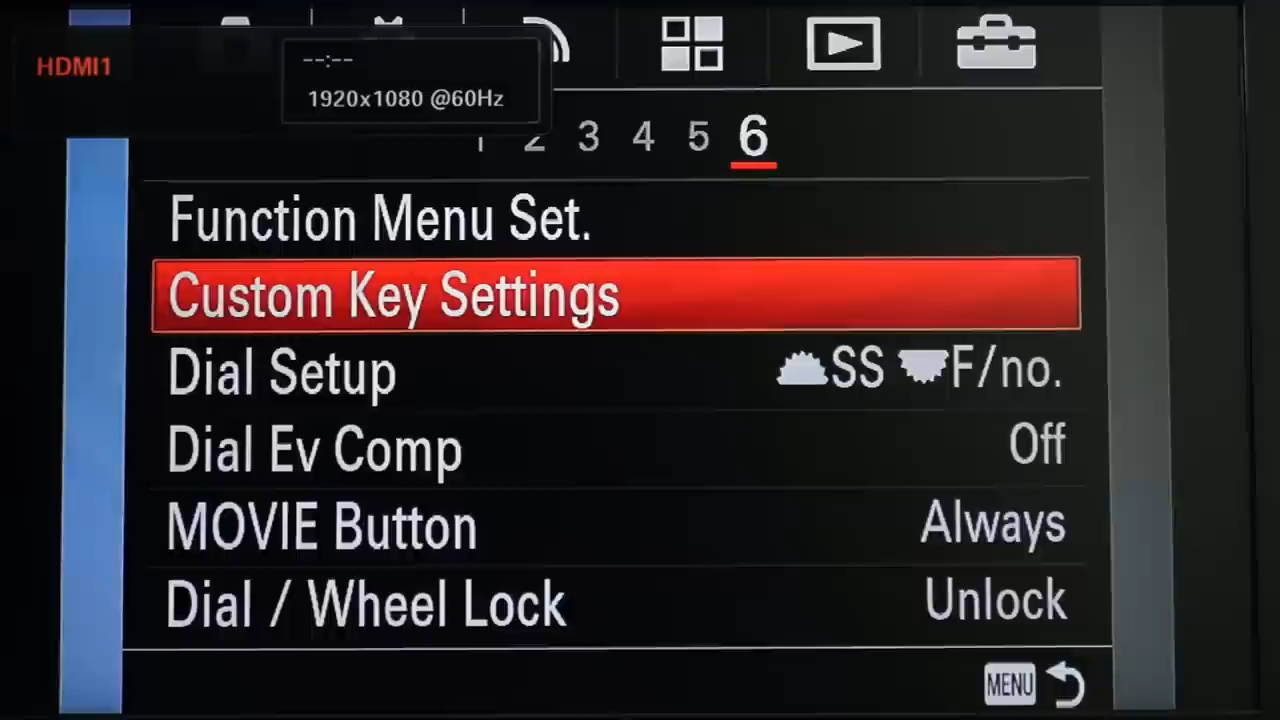 HDMI1
--:--
1920x1080 @60Hz
1 2 3 4 5 6
Function Menu Set.
Custom Key Settings
Dial Setup SS F/no.
Dial Ev Comp Off
MOVIE Button Always
Dial / Wheel Lock Unlock
MENU